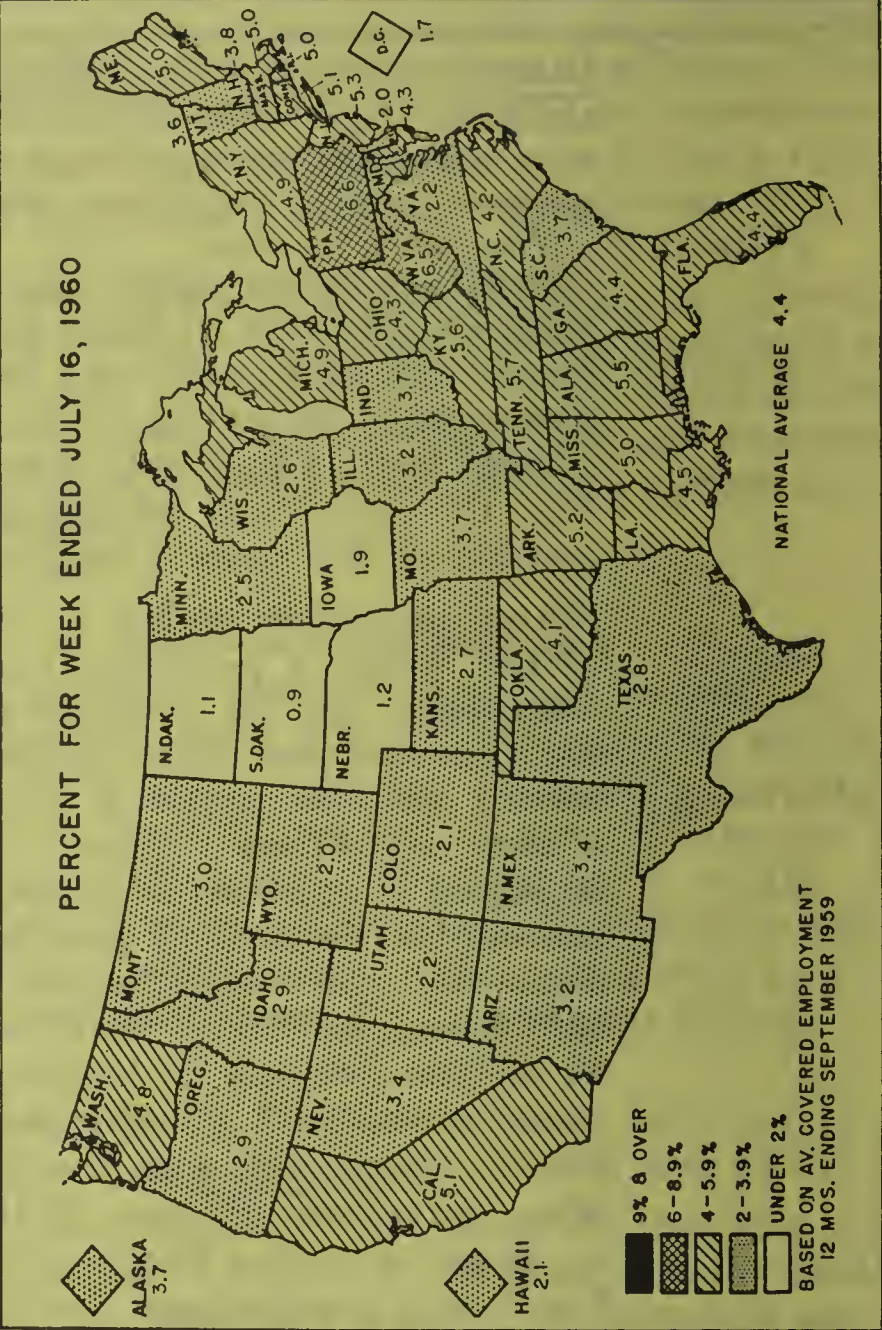 PERCENT FOR WEEK ENDED JULY 16, 1960
ALASKA
3.7
HAWAII
2.1
WASH.
4.8
OREG.
2.9
CAL.
5.1
NEV.
3.4
IDAHO
2.9
MONT.
3.0
WYO.
2.0
UTAH
2.2
ARIZ.
3.2
COLO.
2.1
N.MEX.
3.4
N.DAK.
1.1
S.DAK.
0.9
NEBR.
1.2
KANS.
2.7
OKLA.
4.1
TEXAS
2.8
MINN.
2.5
IOWA
1.9
MO.
3.7
ARK.
5.2
LA.
4.5
WIS.
2.6
ILL.
3.2
MICH.
4.9
IND.
3.7
OHIO
4.3
KY.
5.6
TENN. 5.7
MISS.
5.0
ALA.
5.5
GA.
4.4
FLA.
4.4
S.C.
3.7
N.C.
4.2
VA.
2.2
W.VA.
6.5
PA.
6.6
N.Y.
4.9
VT.
3.6
N.H.
3.8
ME.
5.0
MASS.
5.0
CONN.
5.0
5.1
N.J.
5.3
2.0
MD.
4.3
D.C.
1.7
NATIONAL AVERAGE 4.4
9% & OVER
6-8.9%
4-5.9%
2-3.9%
UNDER 2%
BASED ON AV. COVERED EMPLOYMENT
12 MOS. ENDING SEPTEMBER 1959